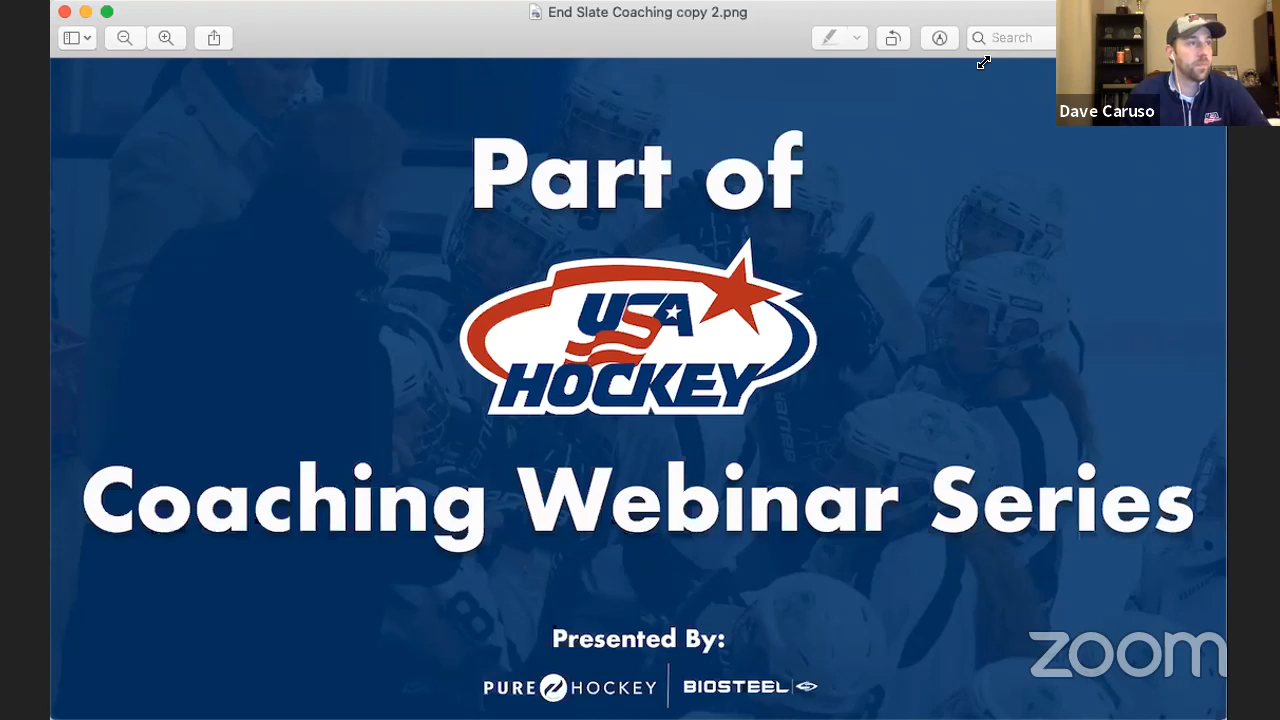 End Slate Coaching copy 2.png
Search
Dave Caruso
Part of
USA
HOCKEY
Coaching Webinar Series
Presented By:
PURE HOCKEY
BIOSTEEL
zoom